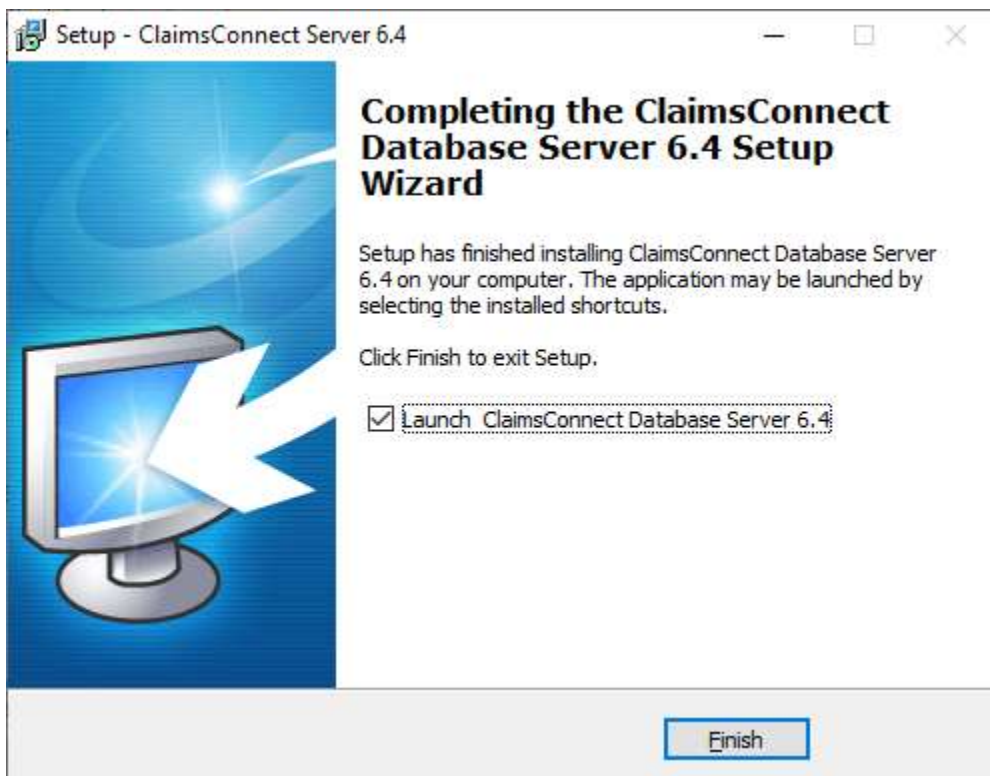 Setup - ClaimsConnect Server 6.4
Completing the ClaimsConnect
Database Server 6.4 Setup
Wizard
Setup has finished installing ClaimsConnect Database Server
6.4 on your computer. The application may be launched by
selecting the installed shortcuts.
Click Finish to exit Setup.
Launch ClaimsConnect Database Server 6.4
Finish